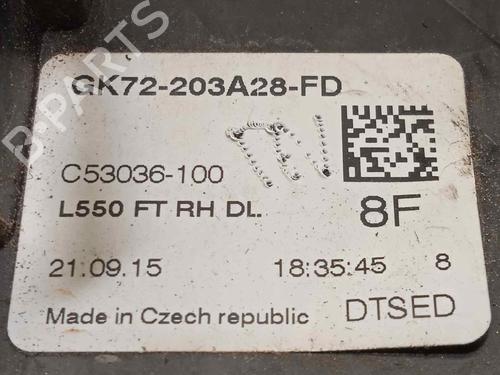 GK72-203A28-FD
C53036-100
L550 FT RH DL.
8F
21.09.15 18:35:45 8
Made in Czech republic DTSED
B-PARTS